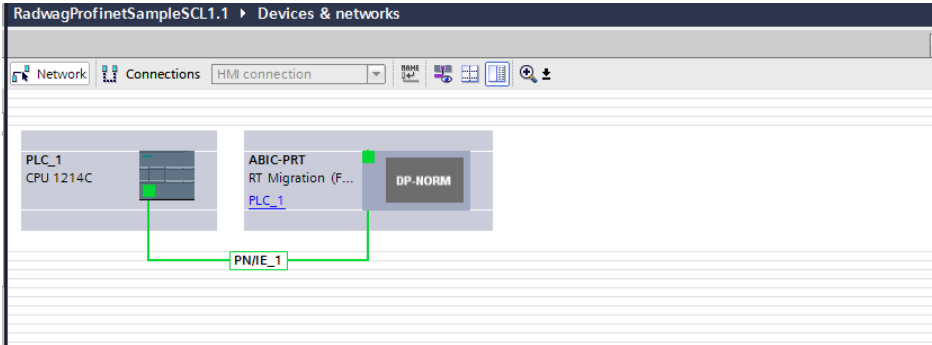 RadwagProfinetSampleSCL1.1 ▸ Devices & networks
Network Connections HMI connection
PLC_1
CPU 1214C
ABIC-PRT
RT Migration (F...
PLC_1
DP-NORM
PN/IE_1